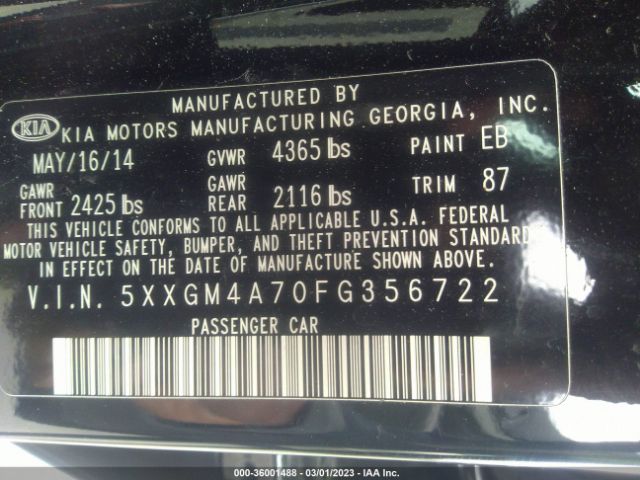 MANUFACTURED BY
KIA KIA MOTORS MANUFACTURING GEORGIA, INC.
MAY/16/14 GVWR 4365 lbs PAINT EB
GAWR FRONT 2425 lbs GAWR REAR 2116 lbs TRIM 87
THIS VEHICLE CONFORMS TO ALL APPLICABLE U.S.A. FEDERAL
MOTOR VEHICLE SAFETY, BUMPER, AND THEFT PREVENTION STANDARDS
IN EFFECT ON THE DATE OF MANUFACTURE SHOWN ABOVE.
V.I.N. 5XXGM4A70FG356722
PASSENGER CAR
000-36001488 - 03/01/2023 - IAA Inc.